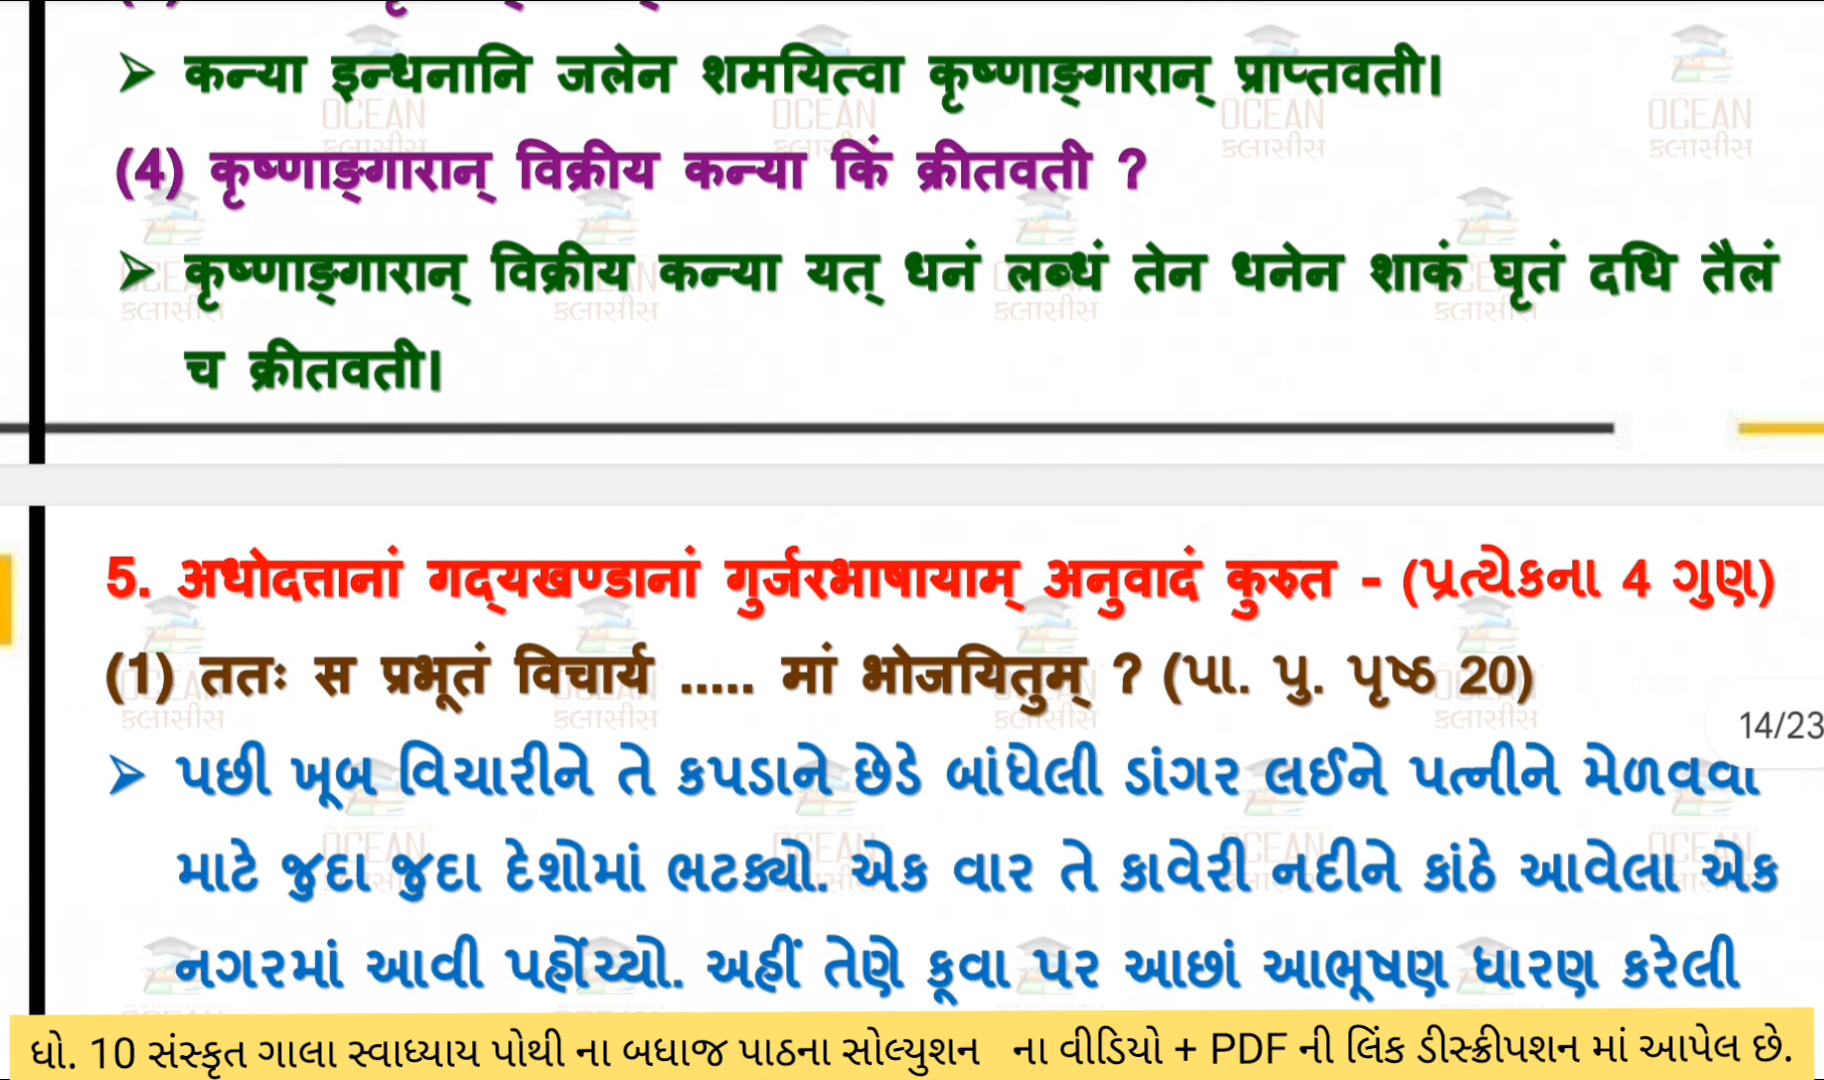 ➤ कन्या इन्धनानि जलेन शमयित्वा कृष्णाङ्गारान् प्राप्तवती।
(4) कृष्णाङ्गारान् विक्रीय कन्या किं क्रीतवती ?
➤ कृष्णाङ्गारान् विक्रीय कन्या यत् धनं लब्धं तेन धनेन शाकं घृतं दधि तैलं
च क्रीतवती।
5. अधोदत्तानां गद्यखण्डानां गुर्जरभाषायाम् अनुवादं कुरुत - (પ્રત્યેકના 4 ગુણ)
(1) ततः स प्रभूतं विचार्य ..... मां भोजयितुम् ? (પા. પુ. પૃષ્ઠ 20)
14/23
➤ પછી ખૂબ વિચારીને તે કપડાને છેડે બાંધેલી ડાંગર લઈને પત્નીને મેળવવા
માટે જુદા જુદા દેશોમાં ભટક્યો. એક વાર તે કાવેરી નદીને કાંઠે આવેલા એક
નગરમાં આવી પહોંચ્યો. અહીં તેણે કૂવા પર આછાં આભૂષણ ધારણ કરેલી
ધો. 10 સંસ્કૃત ગાલા સ્વાધ્યાય પોથી ના બધાજ પાઠના સોલ્યુશન ના વીડિયો + PDF ની લિંક ડીસ્ક્રીપશન માં આપેલ છે.